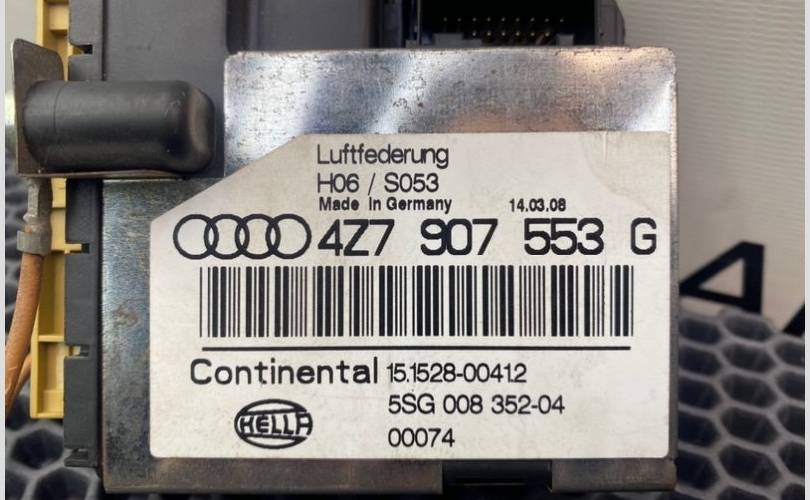 Luftfederung
H06 / S053
Made in Germany 14.03.08
4Z7 907 553 G
Continental 15.1528-0041.2
HELLA
5SG 008 352-04
00074
4